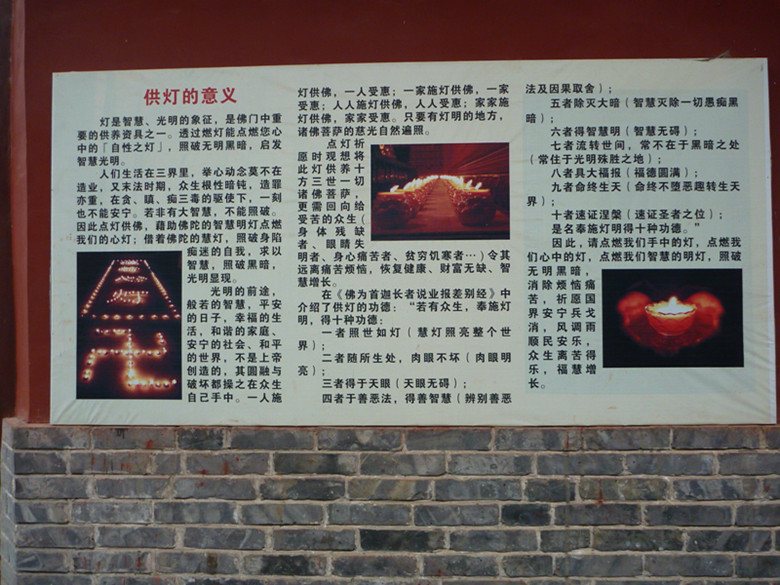 供灯的意义
灯是智慧、光明的象征，是佛门中重
要的供养资具之一。透过燃灯能点燃您心
中的「自性之灯」，照破无明黑暗，启发
智慧光明。
人们生活在三界里，举心动念莫不在
造业，又末法时期，众生根性暗钝，造罪
亦重，在贪、瞋、痴三毒的驱使下，一刻
也不能安宁。若非有大智慧，不能照破。
因此点灯供佛，藉助佛陀的智慧明灯点燃
我们的心灯；借着佛陀的慧灯，照破身陷
痴迷的自我，求以
智慧，照破黑暗，
光明显现。
光明的前途，
般若的智慧，平安
的日子，幸福的生
活，和谐的家庭、
安宁的社会、和平
的世界，不是上帝
创造的，其圆融与
破坏都操之在众生
自己手中。一人施
灯供佛，一人受惠；一家施灯供佛，一家
受惠；人人施灯供佛，人人受惠；家家施
灯供佛，家家受惠。只要有灯明的地方，
诸佛菩萨的慈光自然遍照。
点灯祈
愿时观想将
此灯供养十
方三世一切
诸佛菩萨，
更需回向给
受苦的众生（
身体残缺
者、眼睛失
明者、身心痛苦者、贫穷饥寒者…）令其
远离痛苦烦恼，恢复健康、财富无缺、智
慧增长。
在《佛为首迦长者说业报差别经》中
介绍了供灯的功德：“若有众生，奉施灯
明，得十种功德：
一者照世如灯（慧灯照亮整个世
界）；
二者随所生处，肉眼不坏（肉眼明
亮）；
三者得于天眼（天眼无碍）；
四者于善恶法，得善智慧（辨别善恶
法及因果取舍）；
五者除灭大暗（智慧灭除一切愚痴黑
暗）；
六者得智慧明（智慧无碍）；
七者流转世间，常不在于黑暗之处
（常住于光明殊胜之地）；
八者具大福报（福德圆满）；
九者命终生天（命终不堕恶趣转生天
界）；
十者速证涅槃（速证圣者之位）；
是名奉施灯明得十种功德。”
因此，请点燃我们手中的灯，点燃我
们心中的灯，点燃我们智慧的明灯，照破
无明黑暗，
消除烦恼痛
苦，祈愿国
界安宁兵戈
消，风调雨
顺民安乐，
众生离苦得
乐，福慧增
长。